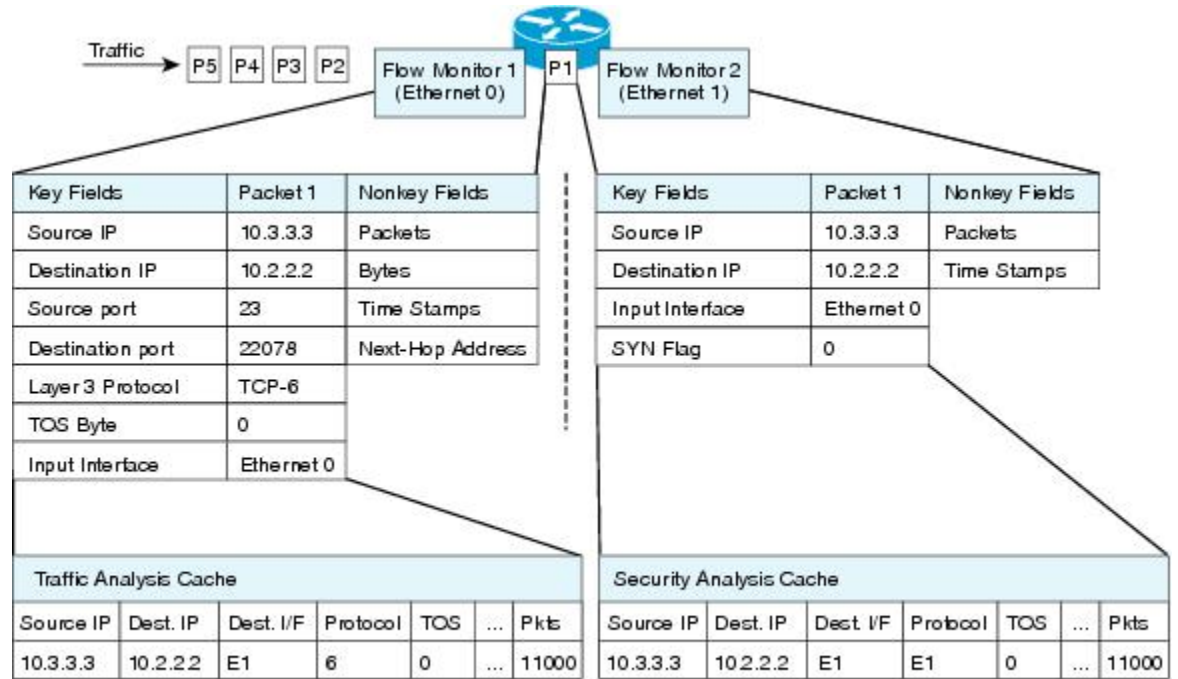 Traffic
P5 P4 P3 P2
Flow Monitor 1
(Ethernet 0)
P1
Flow Monitor 2
(Ethernet 1)
Key Fields Packet 1 Nonkey Fields
Source IP 10.3.3.3 Packets
Destination IP 10.2.2.2 Bytes
Source port 23 Time Stamps
Destination port 22078 Next-Hop Address
Layer 3 Protocol TCP-6
TOS Byte 0
Input Interface Ethernet 0
Key Fields Packet 1 Nonkey Fields
Source IP 10.3.3.3 Packets
Destination IP 10.2.2.2 Time Stamps
Input Interface Ethernet 0
SYN Flag 0
Traffic Analysis Cache
Source IP Dest. IP Dest. I/F Protocol TOS ... Pkts
10.3.3.3 10.2.2.2 E1 6 0 ... 11000
Security Analysis Cache
Source IP Dest. IP Dest. I/F Protocol TOS ... Pkts
10.3.3.3 10.2.2.2 E1 E1 0 ... 11000